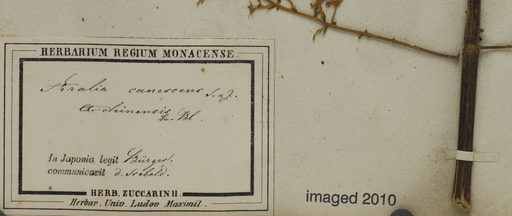 HERBARIUM REGIUM MONACENSE.
Aralia canescens S. & Z.
A. chinensis
In Japonia legit Bürger.
communicavit d. Siebold.
HERB. ZUCCARINII.
Herbar. Univ. Ludov. Maximil.
imaged 2010